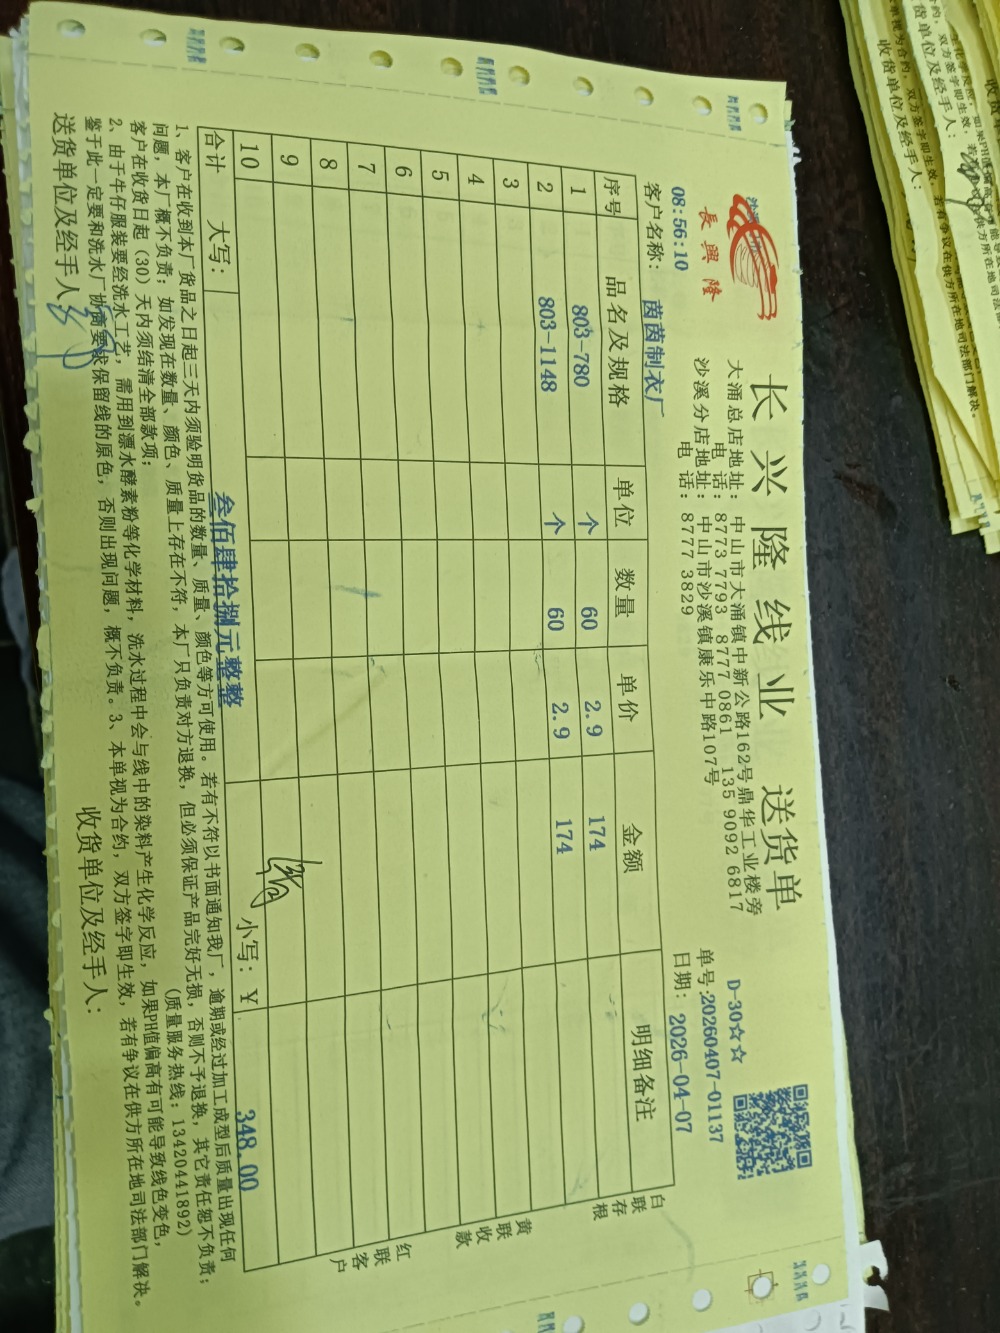 長興隆
长兴隆线业 送货单
大涌总店地址：中山市大涌镇中新公路162号鼎华工业楼旁
电话：8773 7793 8777 0861 135 9092 6817
沙溪分店地址：中山市沙溪镇康乐中路107号
电话：8777 3829
D-30☆☆
单号:20260407-01137
日期：2026-04-07
08:56:10
客户名称：茵茵制衣厂
序号 品名及规格 单位 数量 单价 金额 明细备注
1 803-780 个 60 2.9 174
2 803-1148 个 60 2.9 174
3
4
5
6
7
8
9
10
合计 大写：叁佰肆拾捌元整整 小写：¥ 348.00
白联存根
黄联收款
红联客户
1、客户在收到本厂货品之日起三天内须验明货品的数量、质量、颜色等方可使用。若有不符以书面通知我厂，逾期或经过加工成型后质量出现任何
问题，本厂概不负责；如发现在数量、颜色、质量上存在不符，本厂只负责对方退换，但必须保证产品完好无损，否则不予退换，其它责任恕不负责；
客户在收货日起（30）天内须结清全部款项； (质量服务热线：13420441892)
2、由于牛仔服装要经洗水工艺，需用到漂水酵素粉等化学材料，洗水过程中会与线中的染料产生化学反应，如果PH值偏高有可能导致线色变色，
鉴于此一定要和洗水厂协商要求保留线的原色，否则出现问题，概不负责。3、本单视为合约，双方签字即生效，若有争议在供方所在地司法部门解决。
送货单位及经手人： 收货单位及经手人：
收货单位及经手人：